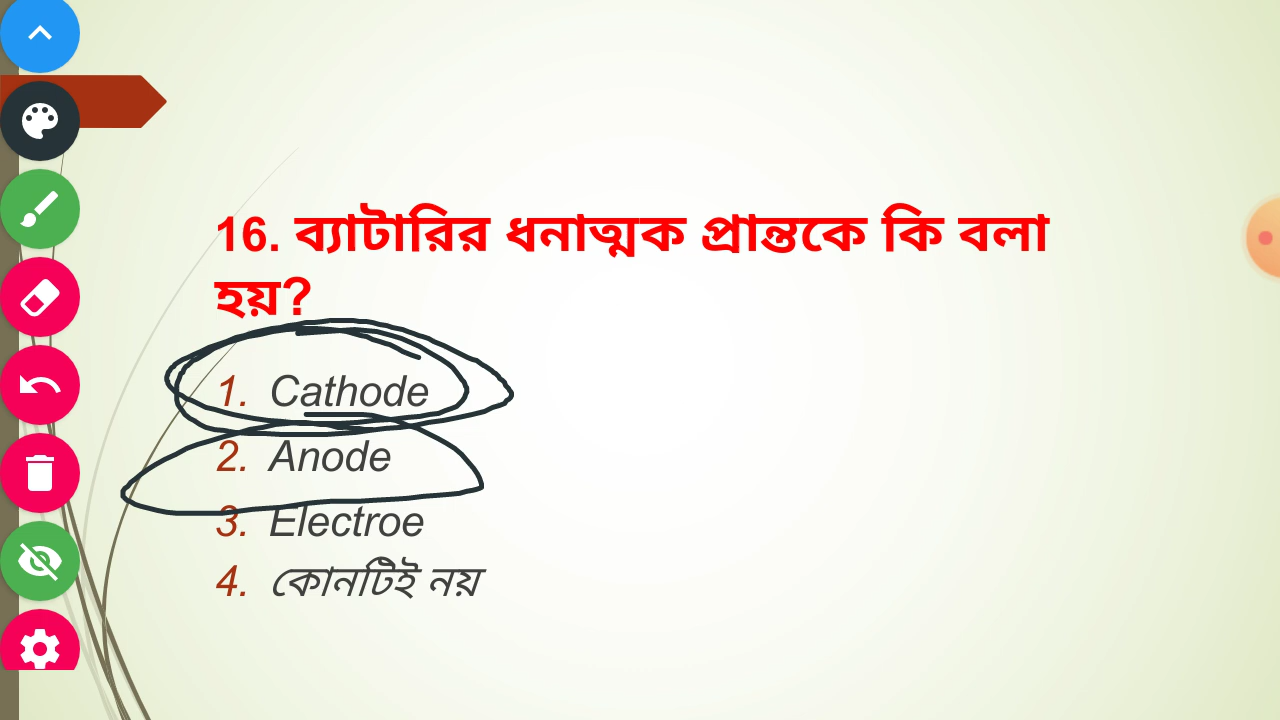 16. ব্যাটারির ধনাত্মক প্রান্তকে কি বলা
হয়?
1. Cathode
2. Anode
3. Electroe
4. কোনটিই নয়